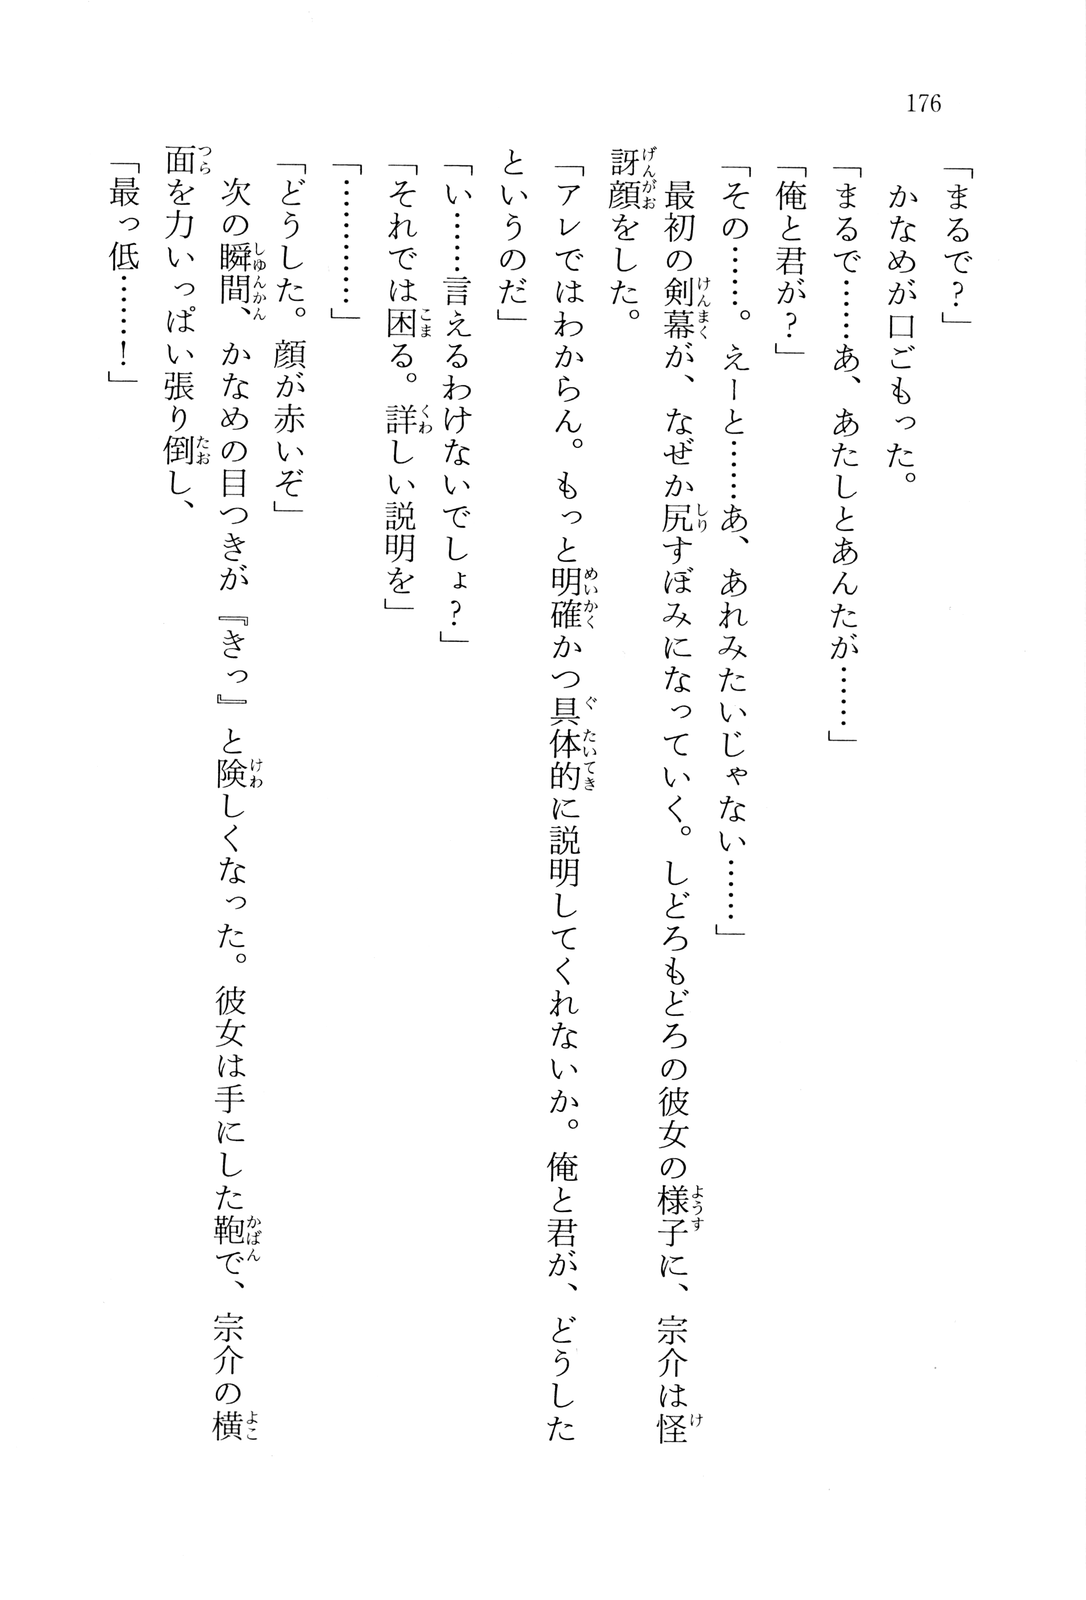 176
「まるで？」
かなめが口ごもった。
「まるで……あ、あたしとあんたが……」
「俺と君が？」
「その……。えーと……あ、あれみたいじゃない……」
最初の剣幕が、なぜか尻すぼみになっていく。しどろもどろの彼女の様子に、宗介は怪
訝顔をした。
「アレではわからん。もっと明確かつ具体的に説明してくれないか。俺と君が、どうした
というのだ」
「い……言えるわけないでしょ？」
「それでは困る。詳しい説明を」
「…………」
「どうした。顔が赤いぞ」
次の瞬間、かなめの目つきが『きっ』と険しくなった。彼女は手にした鞄で、宗介の横
面を力いっぱい張り倒し、
「最っ低……！」